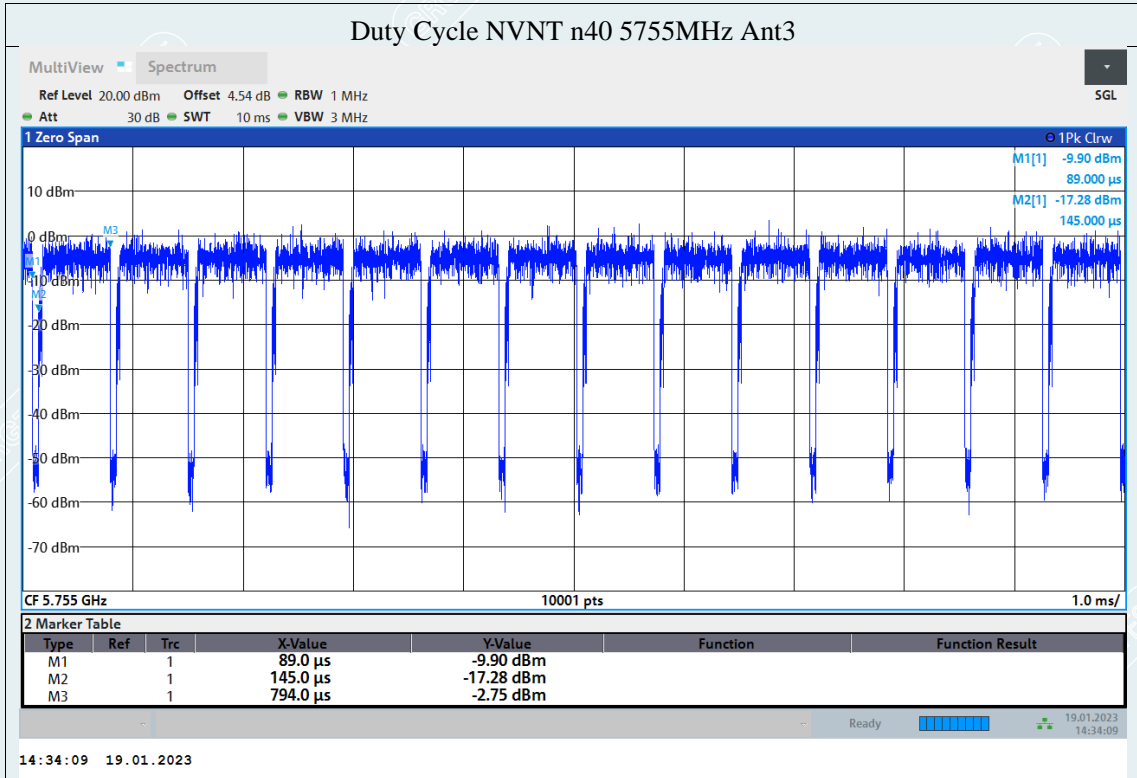 Duty Cycle NVNT n40 5755MHz Ant3
MultiView Spectrum
Ref Level 20.00 dBm Offset 4.54 dB RBW 1 MHz SGL
Att 30 dB SWT 10 ms VBW 3 MHz
1 Zero Span 1Pk Clrw
M1[1] -9.90 dBm
89.000 µs
M2[1] -17.28 dBm
145.000 µs
10 dBm
M3
0 dBm
M1
-10 dBm
M2
-20 dBm
-30 dBm
-40 dBm
-50 dBm
-60 dBm
-70 dBm
CF 5.755 GHz 10001 pts 1.0 ms/
2 Marker Table
Type Ref Trc X-Value Y-Value Function Function Result
M1 1 89.0 µs -9.90 dBm
M2 1 145.0 µs -17.28 dBm
M3 1 794.0 µs -2.75 dBm
Ready 19.01.2023
14:34:09
14:34:09 19.01.2023